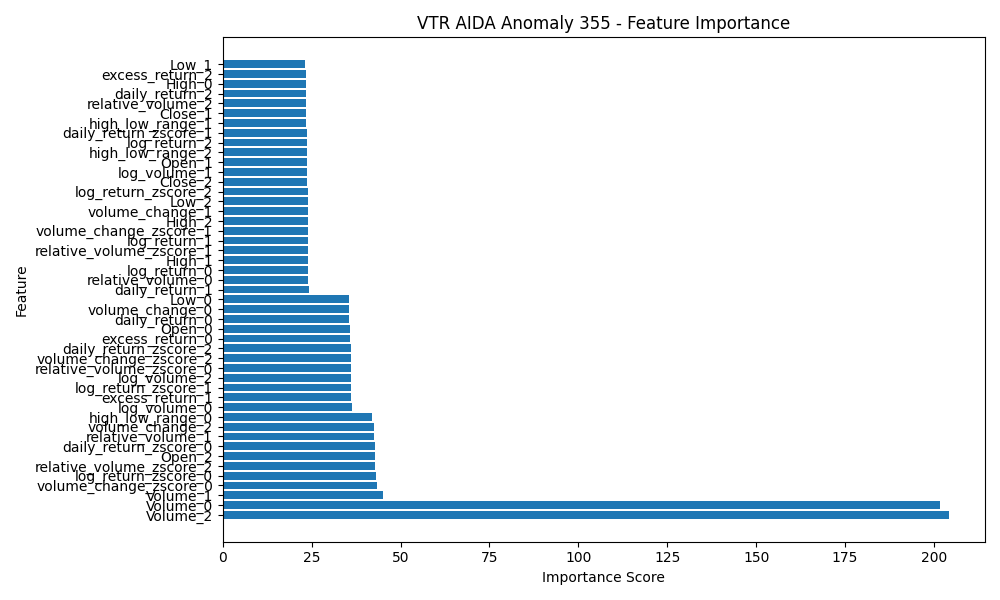 VTR AIDA Anomaly 355 - Feature Importance
Feature
Low_1
excess_return_2
High_0
daily_return_2
relative_volume_2
Close_1
high_low_range_1
daily_return_zscore_1
log_return_2
high_low_range_2
Open_1
log_volume_1
Close_2
log_return_zscore_2
Low_2
volume_change_1
High_2
volume_change_zscore_1
log_return_1
relative_volume_zscore_1
High_1
log_return_0
relative_volume_0
daily_return_1
Low_0
volume_change_0
daily_return_0
Open_0
excess_return_0
daily_return_zscore_2
volume_change_zscore_2
relative_volume_zscore_0
log_volume_2
log_return_zscore_1
excess_return_1
log_volume_0
high_low_range_0
volume_change_2
relative_volume_1
daily_return_zscore_0
Open_2
relative_volume_zscore_2
log_return_zscore_0
volume_change_zscore_0
Volume_1
Volume_0
Volume_2
0 25 50 75 100 125 150 175 200
Importance Score